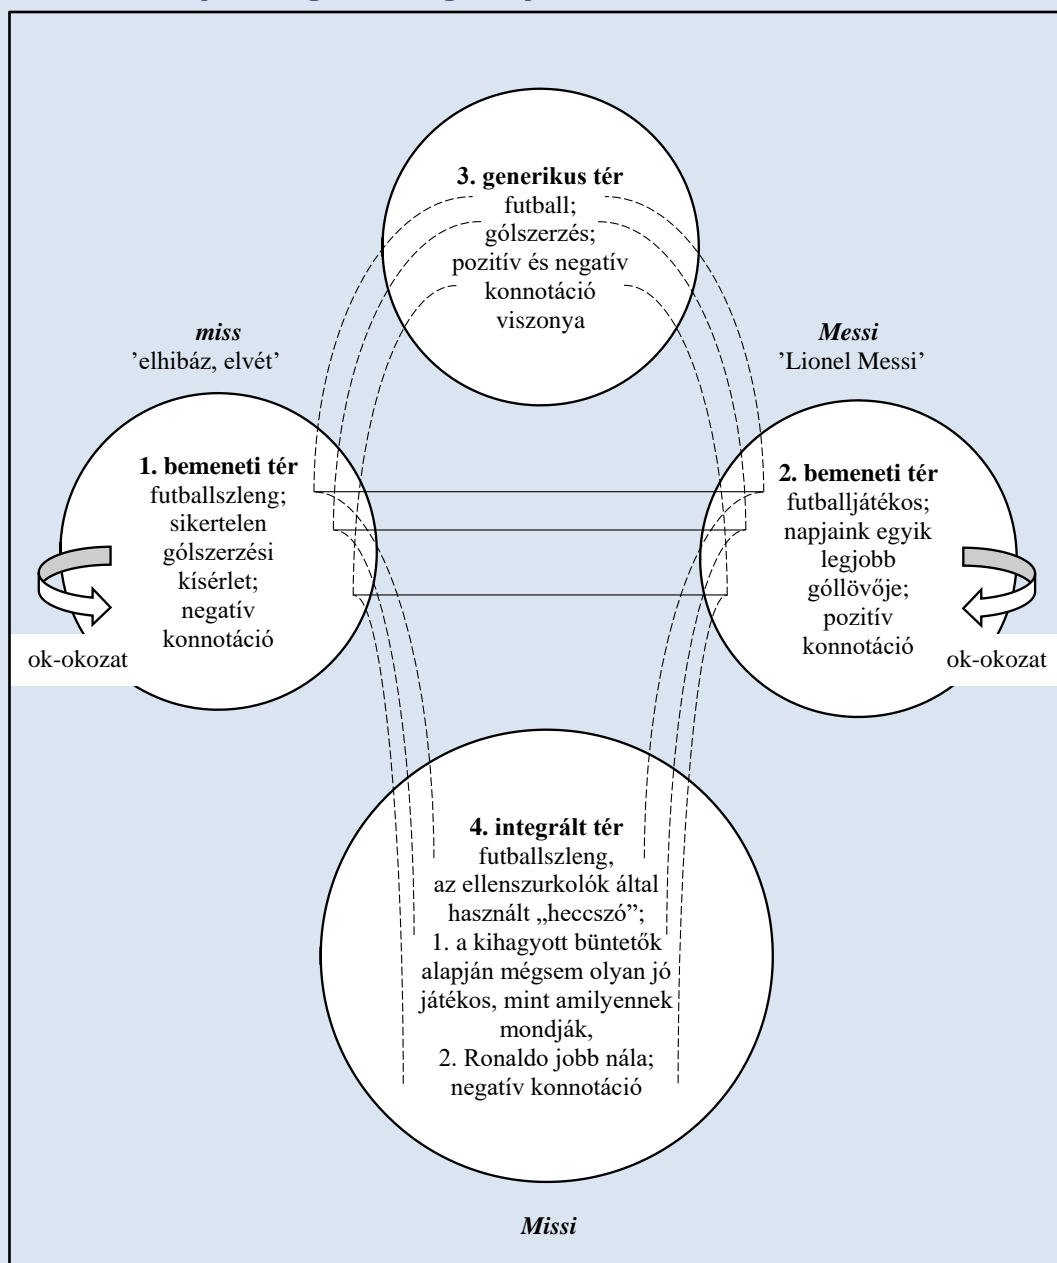 3. generikus tér
futball;
gólszerzés;
pozitív és negatív
konnotáció
viszonya
miss
’elhibáz, elvét’
Messi
’Lionel Messi’
1. bemeneti tér
futballszleng;
sikertelen
gólszerzési
kísérlet;
negatív
konnotáció
ok-okozat
2. bemeneti tér
futballjátékos;
napjaink egyik
legjobb
góllövője;
pozitív
konnotáció
ok-okozat
4. integrált tér
futballszleng,
az ellenszurkolók által
használt „heccszó”;
1. a kihagyott büntetők
alapján mégsem olyan jó
játékos, mint amilyennek
mondják,
2. Ronaldo jobb nála;
negatív konnotáció
Missi